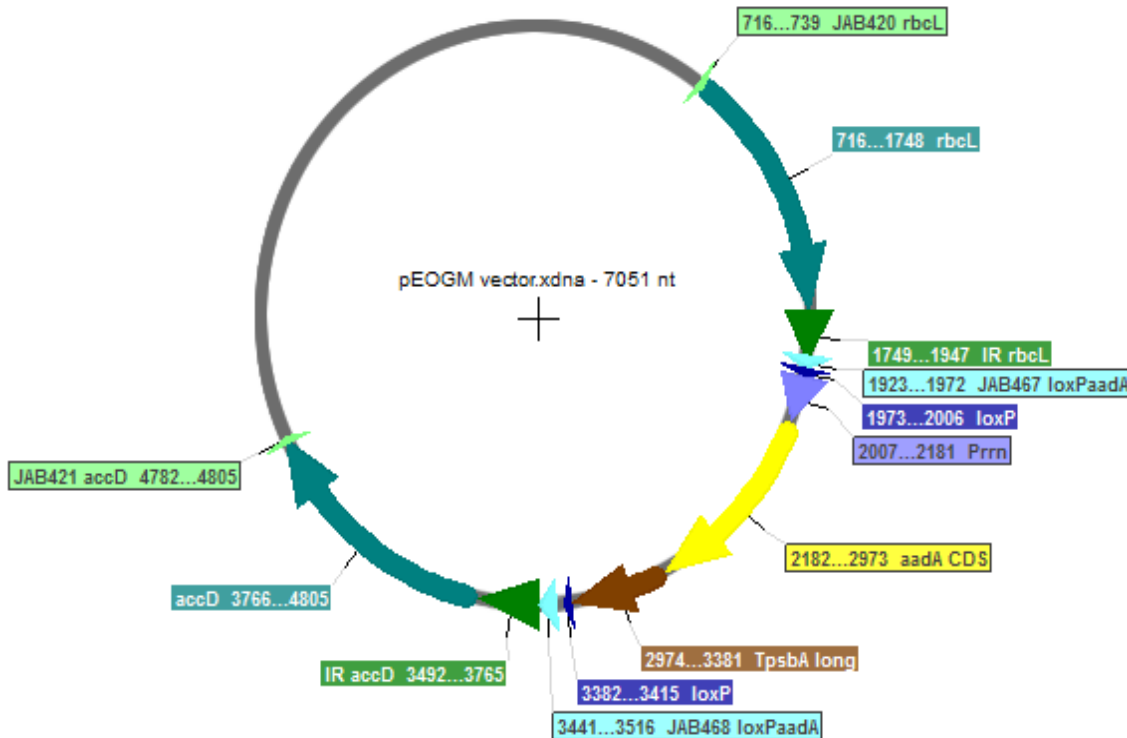 716...739 JAB420 rbcL
716...1748 rbcL
pEOGM vector.xdna - 7051 nt
1749...1947 IR rbcL
1923...1972 JAB467 loxPaadA
1973...2006 loxP
2007...2181 Prrn
JAB421 accD 4782...4805
2182...2973 aadA CDS
accD 3766...4805
2974...3381 TpsbA long
IR accD 3492...3765
3382...3415 loxP
3441...3516 JAB468 loxPaadA